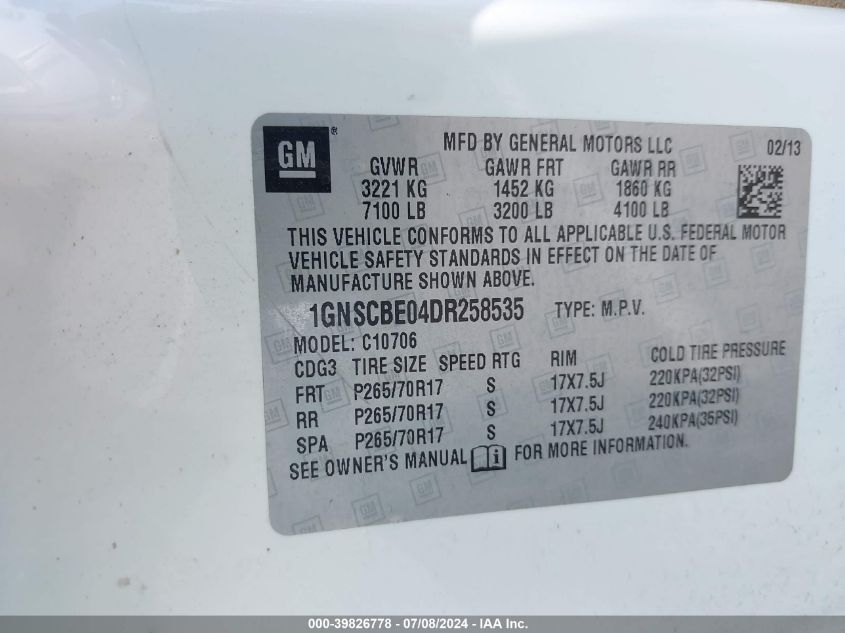 GM®
MFD BY GENERAL MOTORS LLC 02/13
GVWR GAWR FRT GAWR RR
3221 KG 1452 KG 1860 KG
7100 LB 3200 LB 4100 LB
THIS VEHICLE CONFORMS TO ALL APPLICABLE U.S. FEDERAL MOTOR
VEHICLE SAFETY STANDARDS IN EFFECT ON THE DATE OF
MANUFACTURE SHOWN ABOVE.
1GNSCBE04DR258535 TYPE: M.P.V.
MODEL: C10706
CDG3 TIRE SIZE SPEED RTG RIM COLD TIRE PRESSURE
FRT P265/70R17 S 17X7.5J 220KPA(32PSI)
RR P265/70R17 S 17X7.5J 220KPA(32PSI)
SPA P265/70R17 S 17X7.5J 240KPA(35PSI)
SEE OWNER'S MANUAL i FOR MORE INFORMATION.
000-39826778 - 07/08/2024 - IAA Inc.